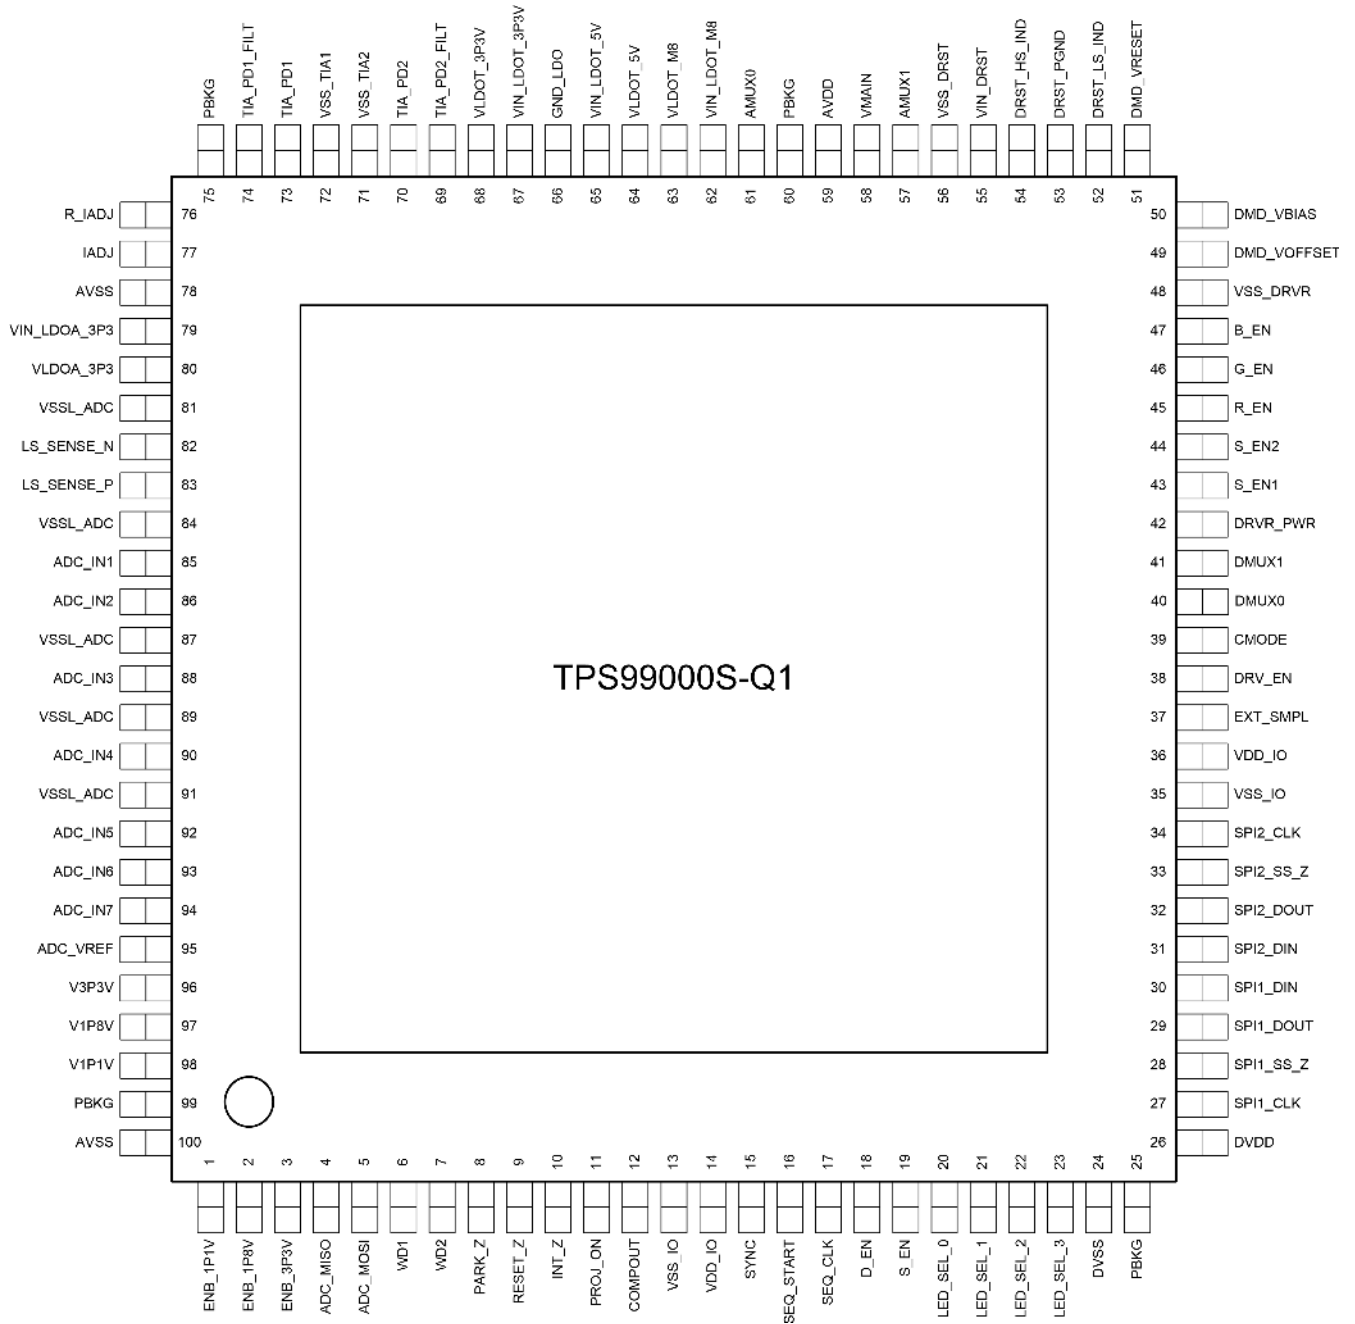 PBKG
TIA_PD1_FILT
TIA_PD1
VSS_TIA1
VSS_TIA2
TIA_PD2
TIA_PD2_FILT
VLDOT_3P3V
VIN_LDOT_3P3V
GND_LDO
VIN_LDOT_5V
VLDOT_5V
VLDOT_M8
VIN_LDOT_M8
AMUX0
PBKG
AVDD
VMAIN
AMUX1
VSS_DRST
VIN_DRST
DRST_HS_IND
DRST_PGND
DRST_LS_IND
DMD_VRESET
75
74
73
72
71
70
69
68
67
66
65
64
63
62
61
60
59
58
57
56
55
54
53
52
51
R_IADJ 76
IADJ 77
AVSS 78
VIN_LDOA_3P3 79
VLDOA_3P3 80
VSSL_ADC 81
LS_SENSE_N 82
LS_SENSE_P 83
VSSL_ADC 84
ADC_IN1 85
ADC_IN2 86
VSSL_ADC 87
ADC_IN3 88
VSSL_ADC 89
ADC_IN4 90
VSSL_ADC 91
ADC_IN5 92
ADC_IN6 93
ADC_IN7 94
ADC_VREF 95
V3P3V 96
V1P8V 97
V1P1V 98
PBKG 99
AVSS 100
TPS99000S-Q1
50 DMD_VBIAS
49 DMD_VOFFSET
48 VSS_DRVR
47 B_EN
46 G_EN
45 R_EN
44 S_EN2
43 S_EN1
42 DRVR_PWR
41 DMUX1
40 DMUX0
39 CMODE
38 DRV_EN
37 EXT_SMPL
36 VDD_IO
35 VSS_IO
34 SPI2_CLK
33 SPI2_SS_Z
32 SPI2_DOUT
31 SPI2_DIN
30 SPI1_DIN
29 SPI1_DOUT
28 SPI1_SS_Z
27 SPI1_CLK
26 DVDD
1
2
3
4
5
6
7
8
9
10
11
12
13
14
15
16
17
18
19
20
21
22
23
24
25
ENB_1P1V
ENB_1P8V
ENB_3P3V
ADC_MISO
ADC_MOSI
WD1
WD2
PARK_Z
RESET_Z
INT_Z
PROJ_ON
COMPOUT
VSS_IO
VDD_IO
SYNC
SEQ_START
SEQ_CLK
D_EN
S_EN
LED_SEL_0
LED_SEL_1
LED_SEL_2
LED_SEL_3
DVSS
PBKG